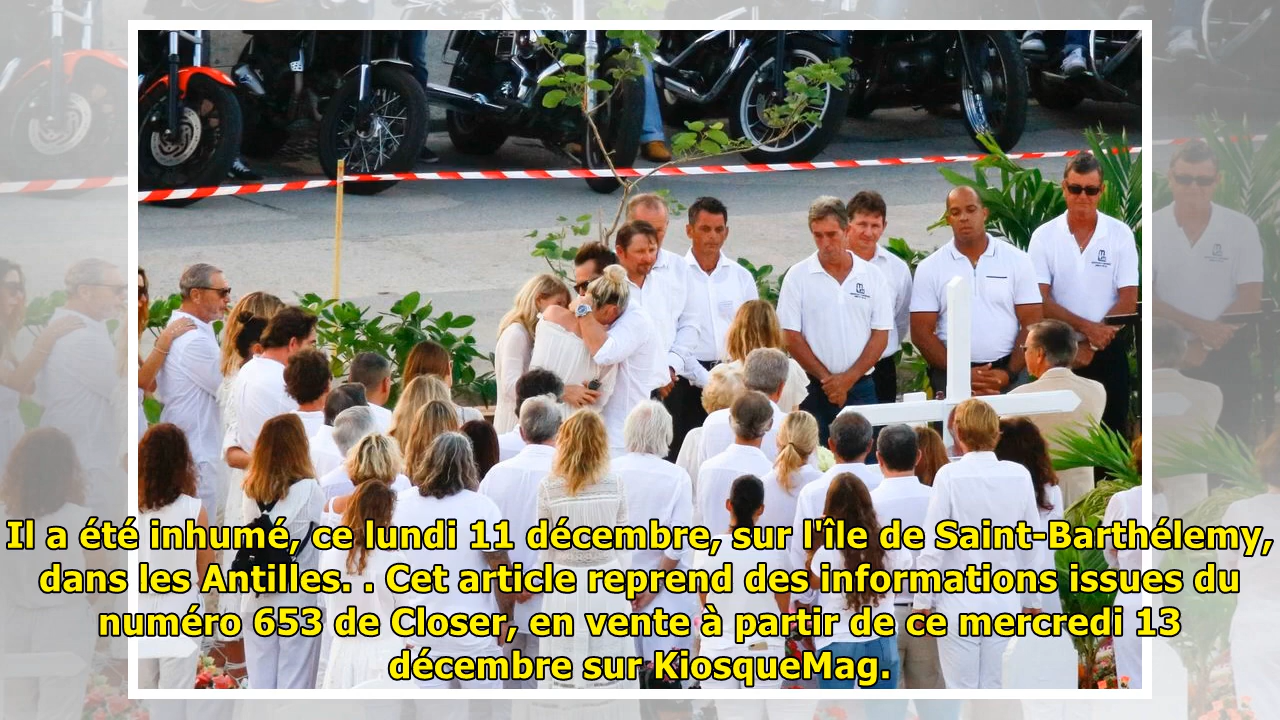 Il a été inhumé, ce lundi 11 décembre, sur l'île de Saint-Barthélemy,
dans les Antilles. . Cet article reprend des informations issues du
numéro 653 de Closer, en vente à partir de ce mercredi 13
décembre sur KiosqueMag.